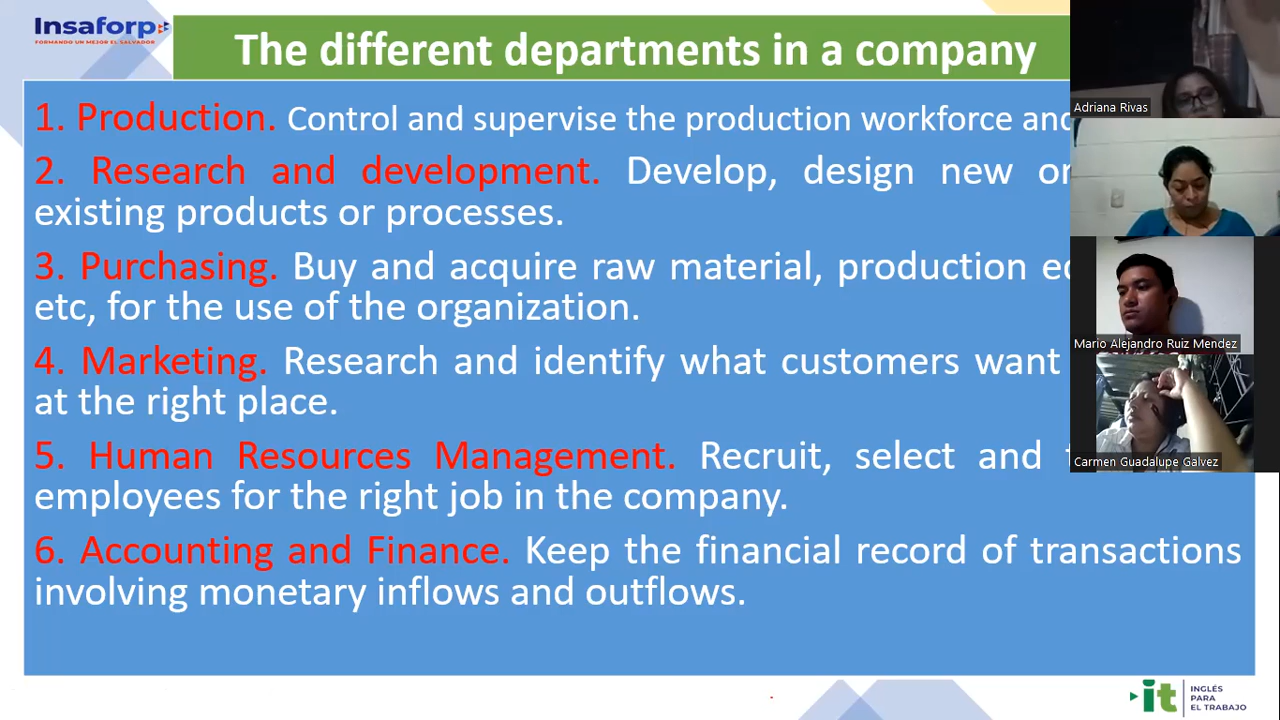 Insaforp
FORMANDO UN MEJOR EL SALVADOR
The different departments in a company
1. Production. Control and supervise the production workforce and
2. Research and development. Develop, design new or
existing products or processes.
3. Purchasing. Buy and acquire raw material, production
etc, for the use of the organization.
4. Marketing. Research and identify what customers want
at the right place.
5. Human Resources Management. Recruit, select and
employees for the right job in the company.
6. Accounting and Finance. Keep the financial record of transactions
involving monetary inflows and outflows.
Adriana Rivas
Mario Alejandro Ruiz Mendez
Carmen Guadalupe Galvez
it
INGLÉS
PARA
EL TRABAJO